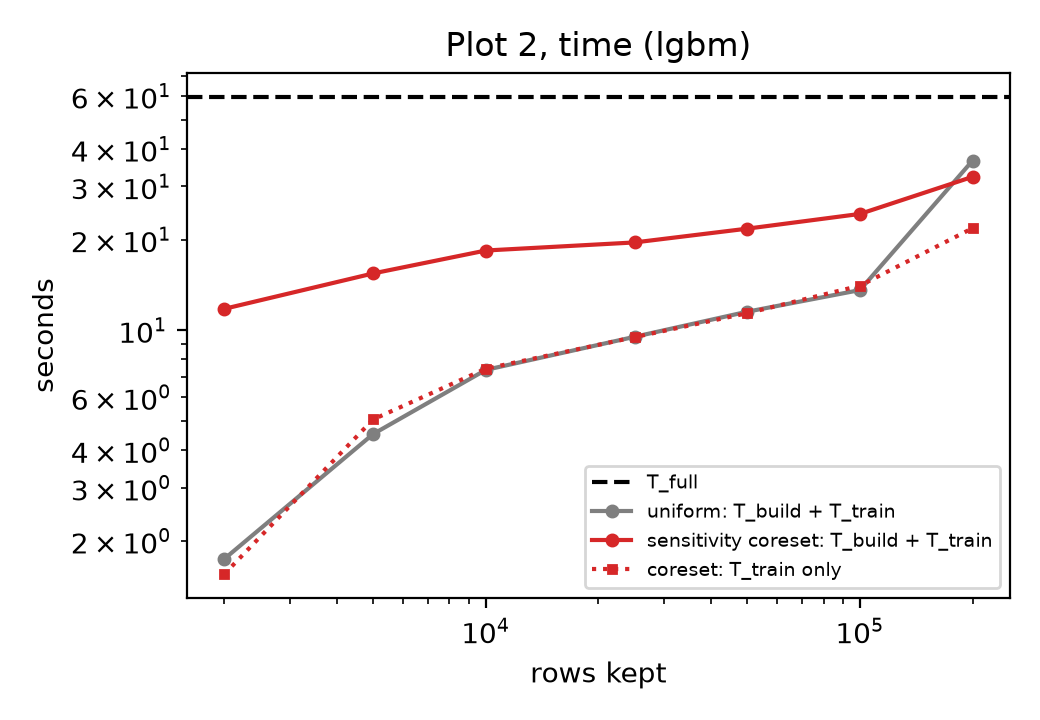 Plot 2, time (lgbm)
6 × 10¹
4 × 10¹
3 × 10¹
2 × 10¹
10¹
6 × 10⁰
4 × 10⁰
3 × 10⁰
2 × 10⁰
seconds
T_full
uniform: T_build + T_train
sensitivity coreset: T_build + T_train
coreset: T_train only
10⁴
10⁵
rows kept